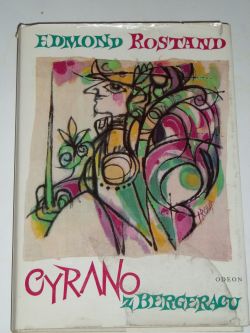 EDMOND ROSTAND
CYRANO
ODEON
Z BERGERACU